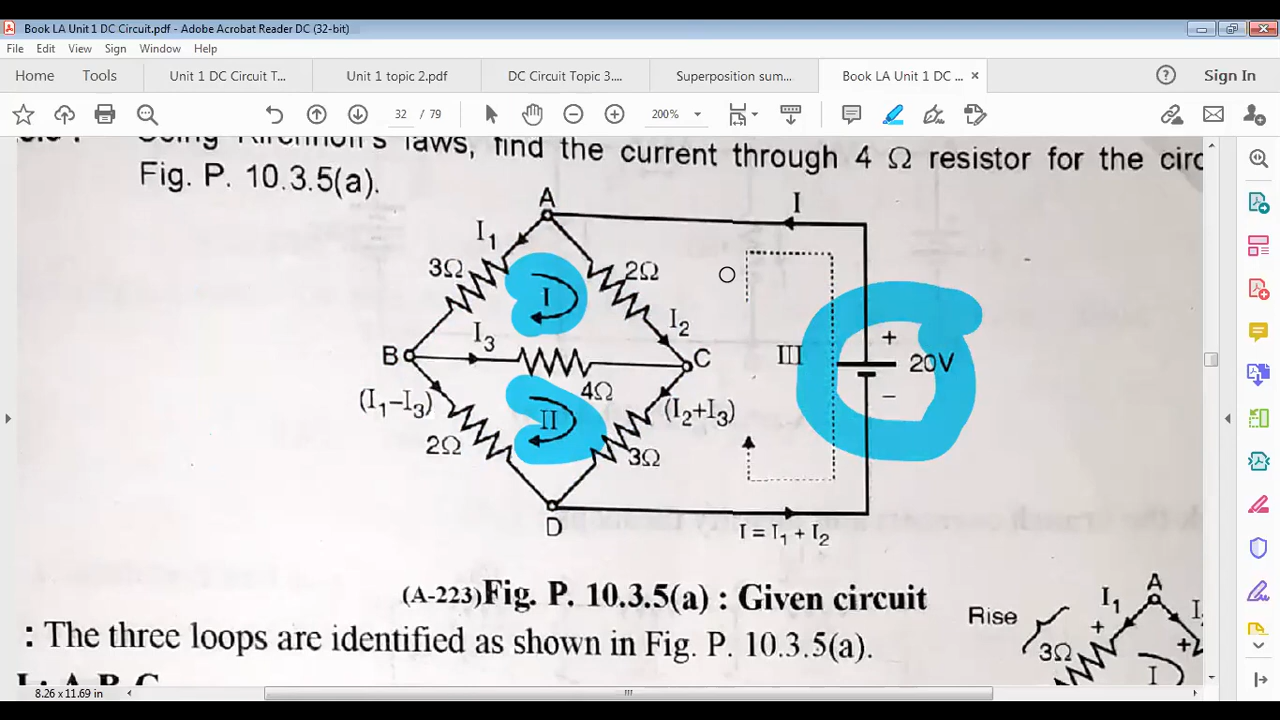 Book LA Unit 1 DC Circuit.pdf - Adobe Acrobat Reader DC (32-bit)
File Edit View Sign Window Help
Home Tools Unit 1 DC Circuit T... Unit 1 topic 2.pdf DC Circuit Topic 3.... Superposition sum... Book LA Unit 1 DC ... × Sign In
32 / 79 200%
laws, find the current through 4 Ω resistor for the circ
Fig. P. 10.3.5(a).
A
I
I₁
3Ω
2Ω
I
I₂
I₃
B
C
III
+
20V
−
4Ω
(I₁−I₃)
II
(I₂+I₃)
2Ω
3Ω
D
I = I₁ + I₂
(A-223)Fig. P. 10.3.5(a) : Given circuit
A
I₁
Rise
+
+
3Ω
I
: The three loops are identified as shown in Fig. P. 10.3.5(a).
8.26 x 11.69 in